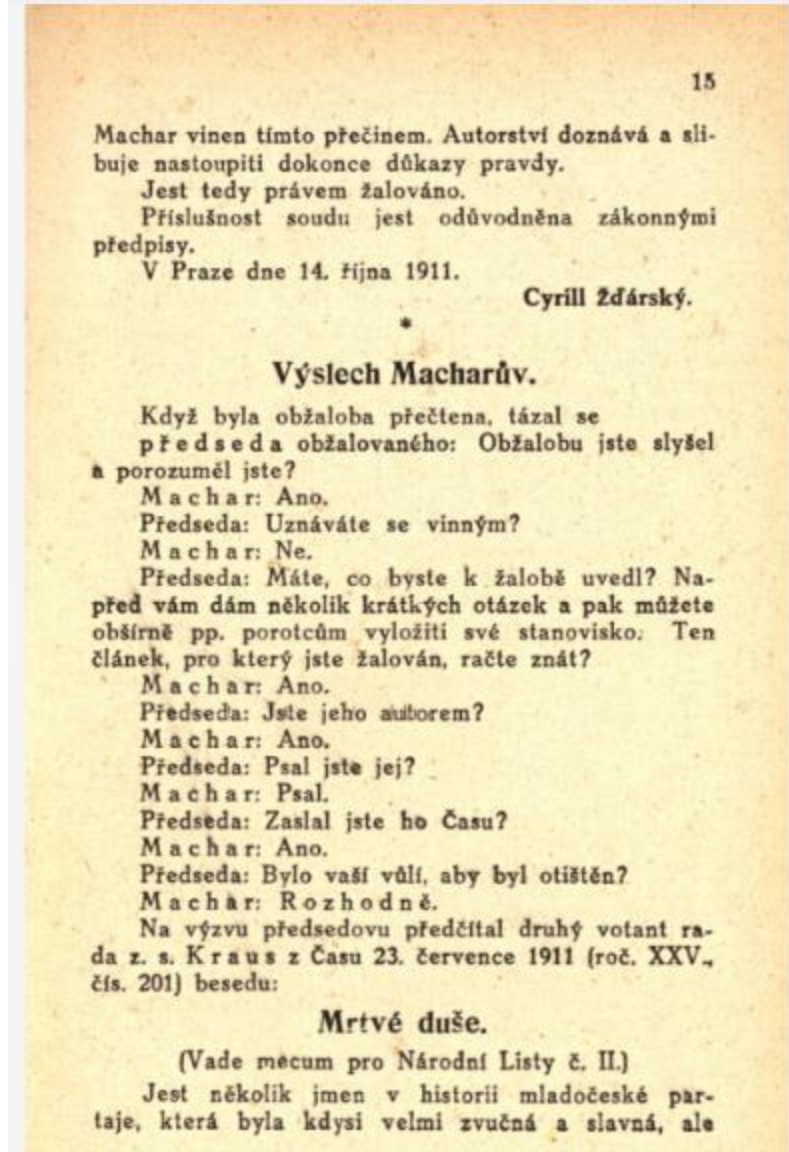 15
Machar vinen tímto přečinem. Autorství doznává a sli-
buje nastoupiti dokonce důkazy pravdy.
Jest tedy právem žalováno.
Příslušnost soudu jest odůvodněna zákonnými
předpisy.
V Praze dne 14. října 1911.
Cyrill Žďárský.
*
Výslech Macharův.
Když byla obžaloba přečtena, tázal se
předseda obžalovaného: Obžalobu jste slyšel
a porozuměl jste?
Machar: Ano.
Předseda: Uznáváte se vinným?
Machar: Ne.
Předseda: Máte, co byste k žalobě uvedl? Na-
před vám dám několik krátkých otázek a pak můžete
obšírně pp. porotcům vyložiti své stanovisko. Ten
článek, pro který jste žalován, račte znát?
Machar: Ano.
Předseda: Jste jeho autorem?
Machar: Ano.
Předseda: Psal jste jej?
Machar: Psal.
Předseda: Zaslal jste ho Času?
Machar: Ano.
Předseda: Bylo vaší vůlí, aby byl otištěn?
Machar: Rozhodně.
Na výzvu předsedovu předčítal druhý votant ra-
da z. s. Kraus z Času 23. července 1911 (roč. XXV.,
čís. 201) besedu:
Mrtvé duše.
(Vade mecum pro Národní Listy č. II.)
Jest několik jmen v historii mladočeské par-
taje, která byla kdysi velmi zvučná a slavná, ale